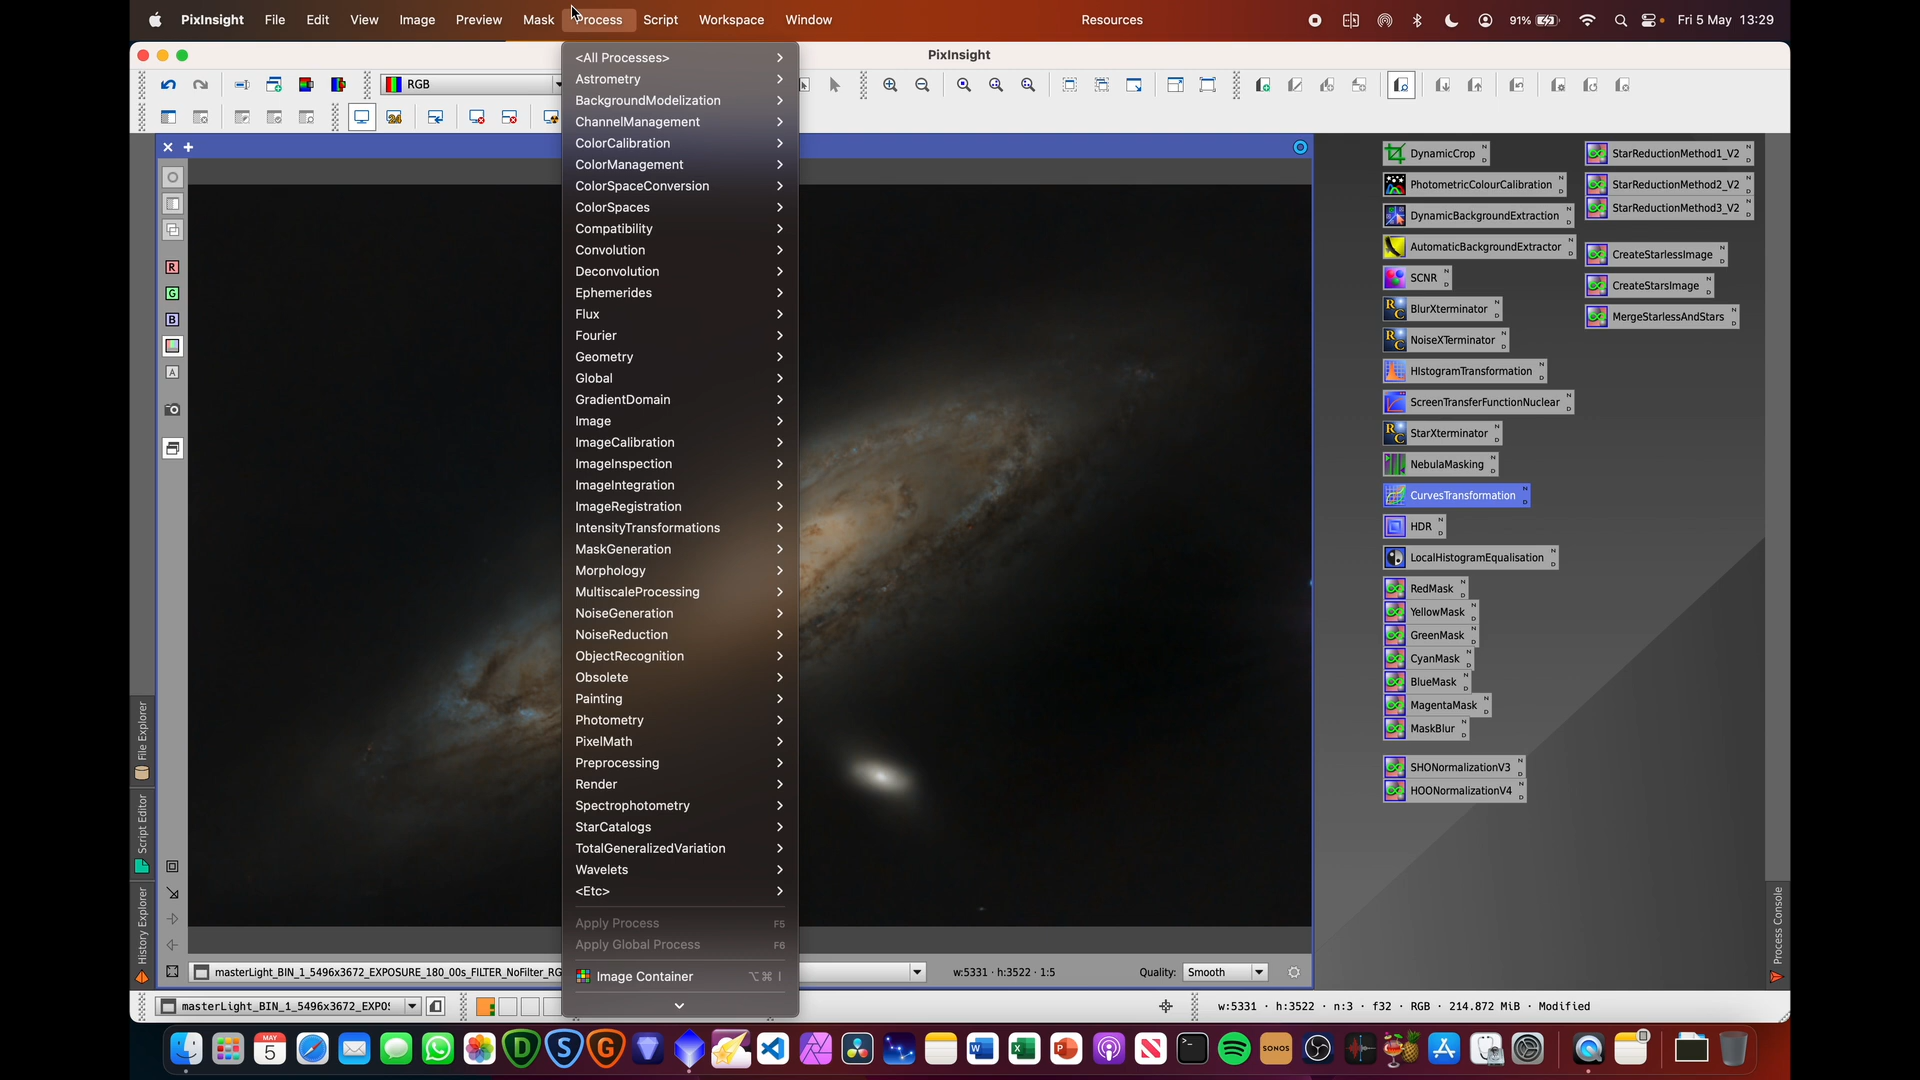 PixInsight File Edit View Image Preview Mask Process Script Workspace Window Resources 91% Fri 5 May 13:29
PixInsight
RGB
24
<All Processes>
Astrometry
BackgroundModelization
ChannelManagement
ColorCalibration
ColorManagement
ColorSpaceConversion
ColorSpaces
Compatibility
Convolution
Deconvolution
Ephemerides
Flux
Fourier
Geometry
Global
GradientDomain
Image
ImageCalibration
ImageInspection
ImageIntegration
ImageRegistration
IntensityTransformations
MaskGeneration
Morphology
MultiscaleProcessing
NoiseGeneration
NoiseReduction
ObjectRecognition
Obsolete
Painting
Photometry
PixelMath
Preprocessing
Render
Spectrophotometry
StarCatalogs
TotalGeneralizedVariation
Wavelets
<Etc>
Apply Process F5
Apply Global Process F6
Image Container ⌥⌘ I
R
G
B
A
File Explorer
Script Editor
History Explorer
DynamicCrop
PhotometricColourCalibration
DynamicBackgroundExtraction
AutomaticBackgroundExtractor
SCNR
BlurXterminator
NoiseXTerminator
HIstogramTransformation
ScreenTransferFunctionNuclear
StarXterminator
NebulaMasking
CurvesTransformation
HDR
LocalHistogramEqualisation
RedMask
YellowMask
GreenMask
CyanMask
BlueMask
MagentaMask
MaskBlur
SHONormalizationV3
HOONormalizationV4
StarReductionMethod1_V2
StarReductionMethod2_V2
StarReductionMethod3_V2
CreateStarlessImage
CreateStarsImage
MergeStarlessAndStars
Process Console
masterLight_BIN_1_5496x3672_EXPOSURE_180_00s_FILTER_NoFilter_RG
w:5331 · h:3522 · 1:5
Quality: Smooth
masterLight_BIN_1_5496x3672_EXPO
w:5331 · h:3522 · n:3 · f32 · RGB · 214.872 MiB · Modified
MAY
5
D S G
W X P
SONOS